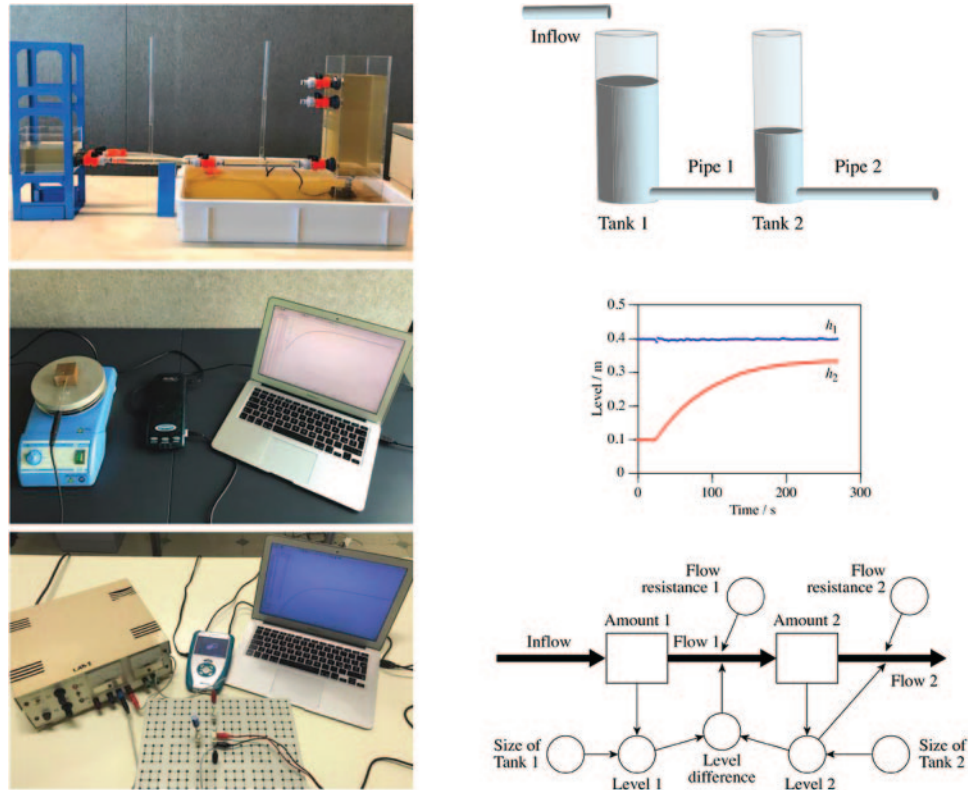 Inflow
Pipe 1
Pipe 2
Tank 1
Tank 2
0.5
0.4
0.3
0.2
0.1
0
Level / m
h1
h2
0
100
200
300
Time / s
Flow
resistance 1
Flow
resistance 2
Amount 1
Amount 2
Inflow
Flow 1
Flow 2
Size of
Tank 1
Level 1
Level
difference
Level 2
Size of
Tank 2